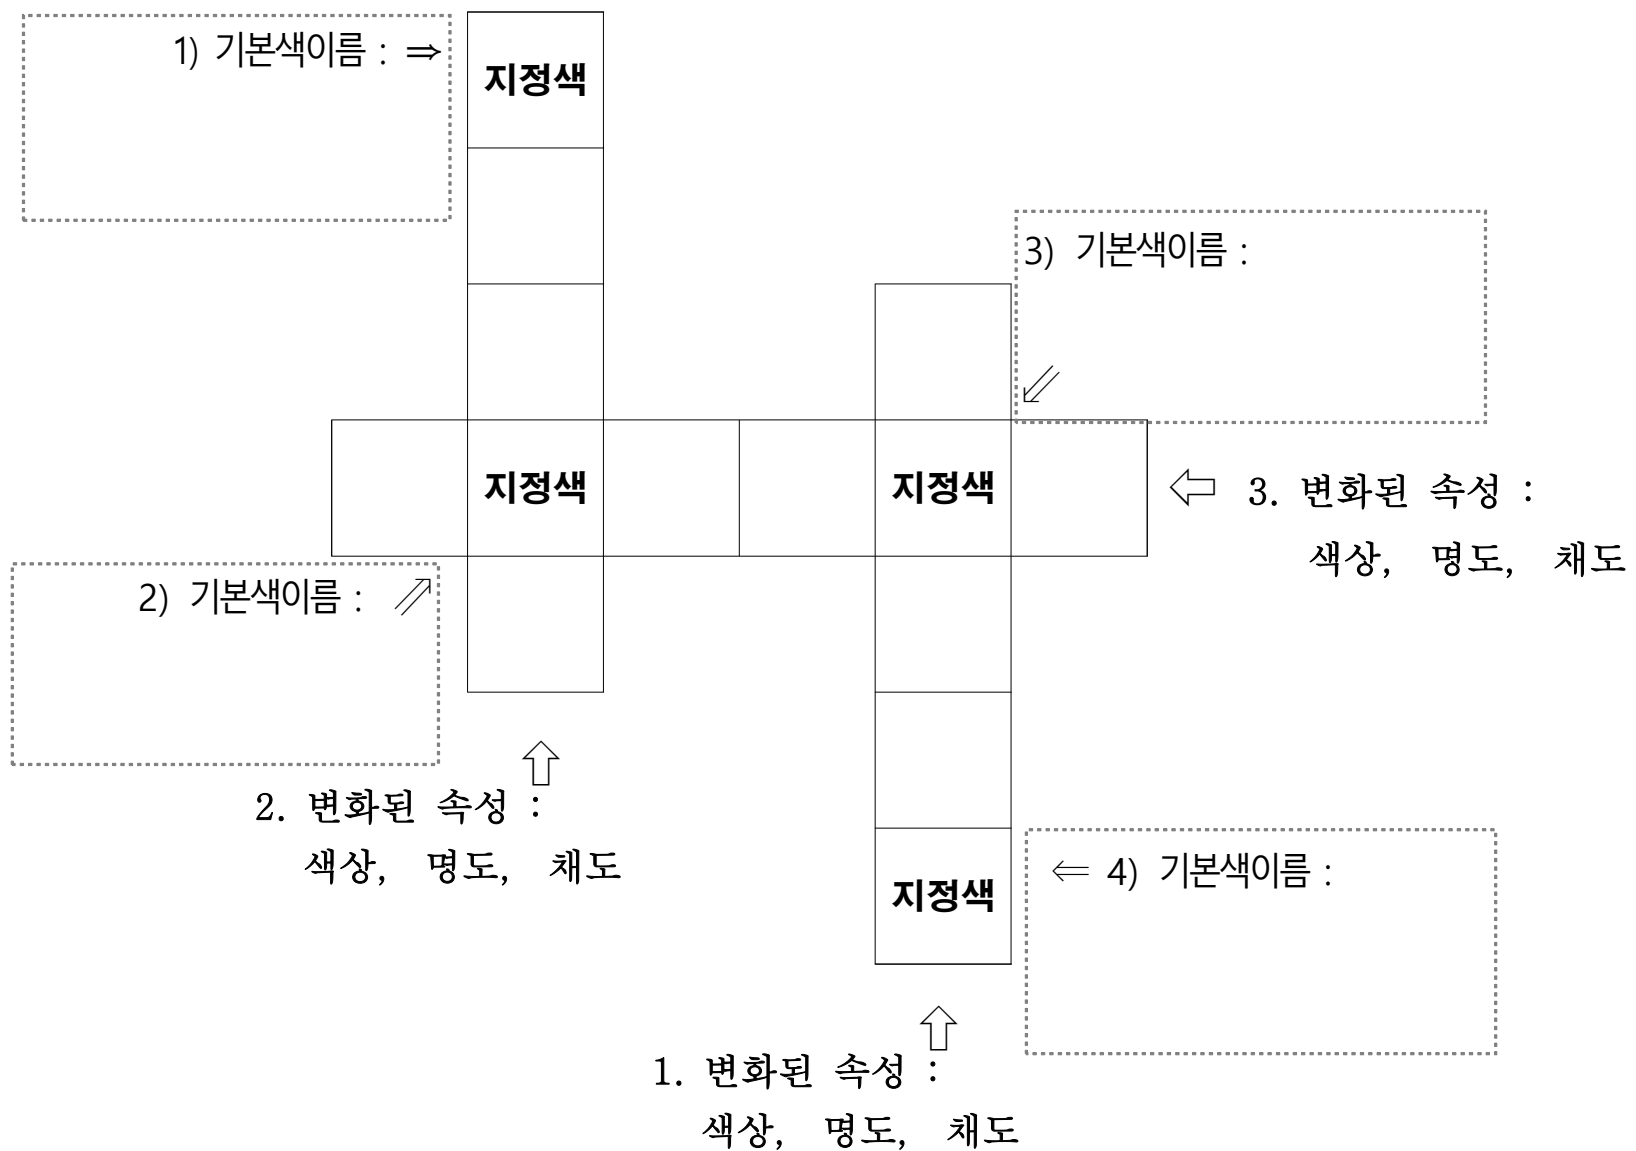 1) 기본색이름 : ⇒
지정색
3) 기본색이름 :
지정색
지정색
3. 변화된 속성 :
색상, 명도, 채도
2) 기본색이름 :
2. 변화된 속성 :
색상, 명도, 채도
지정색
⇐ 4) 기본색이름 :
1. 변화된 속성 :
색상, 명도, 채도